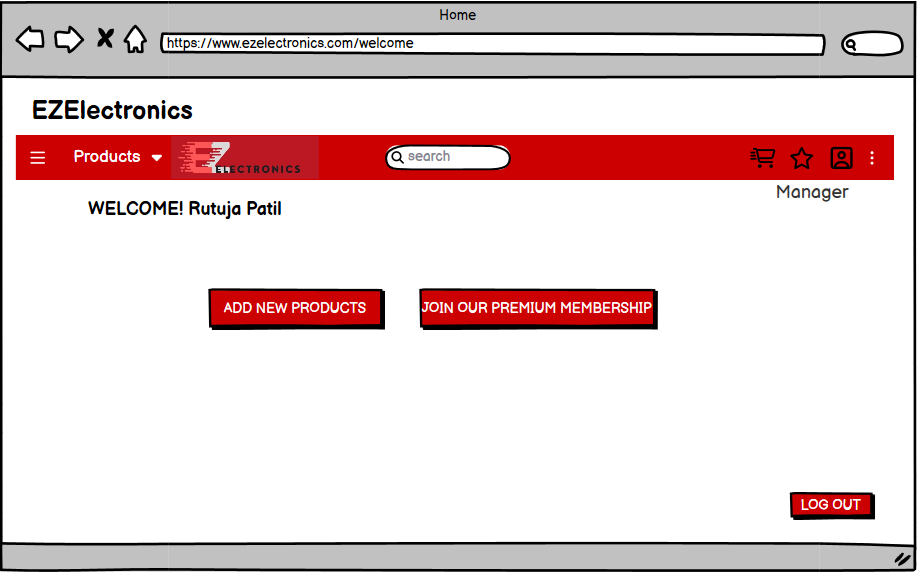 Home
https://www.ezelectronics.com/welcome
EZElectronics
Products
EZ ELECTRONICS
search
Manager
WELCOME! Rutuja Patil
ADD NEW PRODUCTS
JOIN OUR PREMIUM MEMBERSHIP
LOG OUT